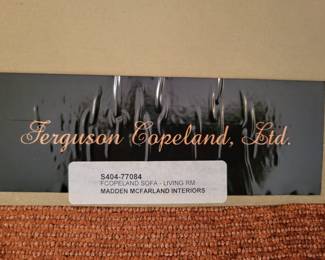 Ferguson Copeland, Ltd.
S404-77084
FCOPELAND SOFA - LIVING RM
MADDEN MCFARLAND INTERIORS